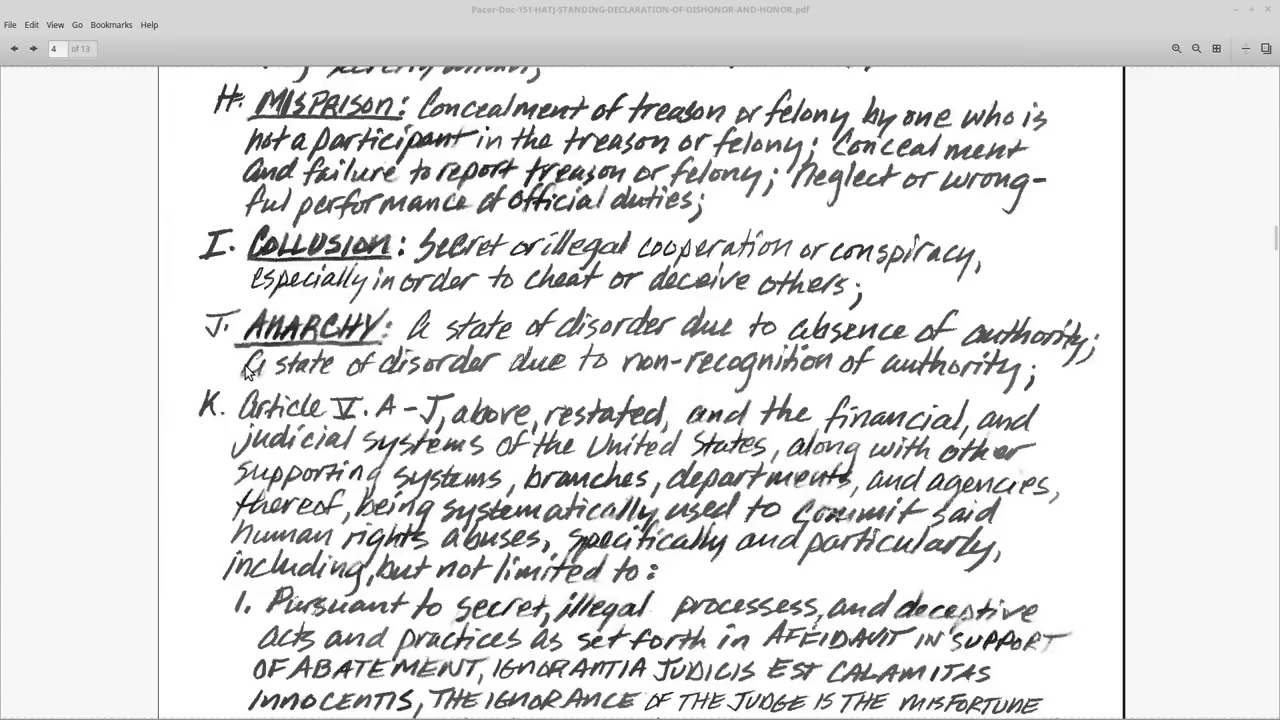 Pacer-Doc-151-HATJ-STANDING-DECLARATION-OF-DISHONOR-AND-HONOR.pdf
File Edit View Go Bookmarks Help
4 of 13
H. MISPRISON: Concealment of treason or felony by one who is
not a participant in the treason or felony; Concealment
and failure to report treason or felony; Neglect or wrong-
ful performance of official duties;
I. COLLUSION: Secret or illegal cooperation or conspiracy,
especially in order to cheat or deceive others;
J. ANARCHY: A state of disorder due to absence of authority;
A state of disorder due to non-recognition of authority;
K. Article V. A-J, above, restated, and the financial, and
judicial systems of the United States, along with other
supporting systems, branches, departments, and agencies,
thereof, being systematically used to commit said
human rights abuses, specifically and particularly,
including, but not limited to:
1. Pursuant to secret, illegal processess, and deceptive
acts and practices as set forth in AFFIDAVIT IN SUPPORT
OF ABATEMENT, IGNORANTIA JUDICIS EST CALAMITAS
INNOCENTIS, THE IGNORANCE OF THE JUDGE IS THE MISFORTUNE